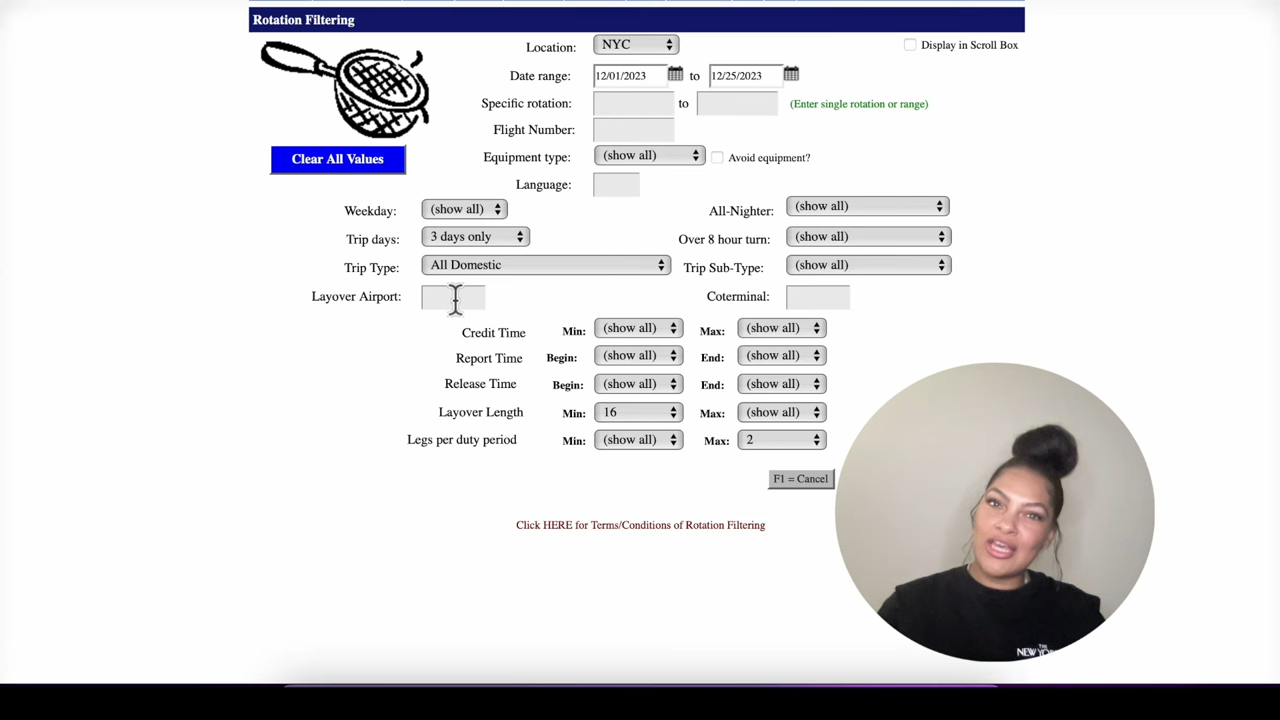 Rotation Filtering
Location: NYC
Display in Scroll Box
Date range: 12/01/2023 to 12/25/2023
Specific rotation: to (Enter single rotation or range)
Flight Number:
Clear All Values
Equipment type: (show all) Avoid equipment?
Language:
Weekday: (show all) All-Nighter: (show all)
Trip days: 3 days only Over 8 hour turn: (show all)
Trip Type: All Domestic Trip Sub-Type: (show all)
Layover Airport: Coterminal:
Credit Time Min: (show all) Max: (show all)
Report Time Begin: (show all) End: (show all)
Release Time Begin: (show all) End: (show all)
Layover Length Min: 16 Max: (show all)
Legs per duty period Min: (show all) Max: 2
F1 = Cancel
Click HERE for Terms/Conditions of Rotation Filtering
THE
NEW